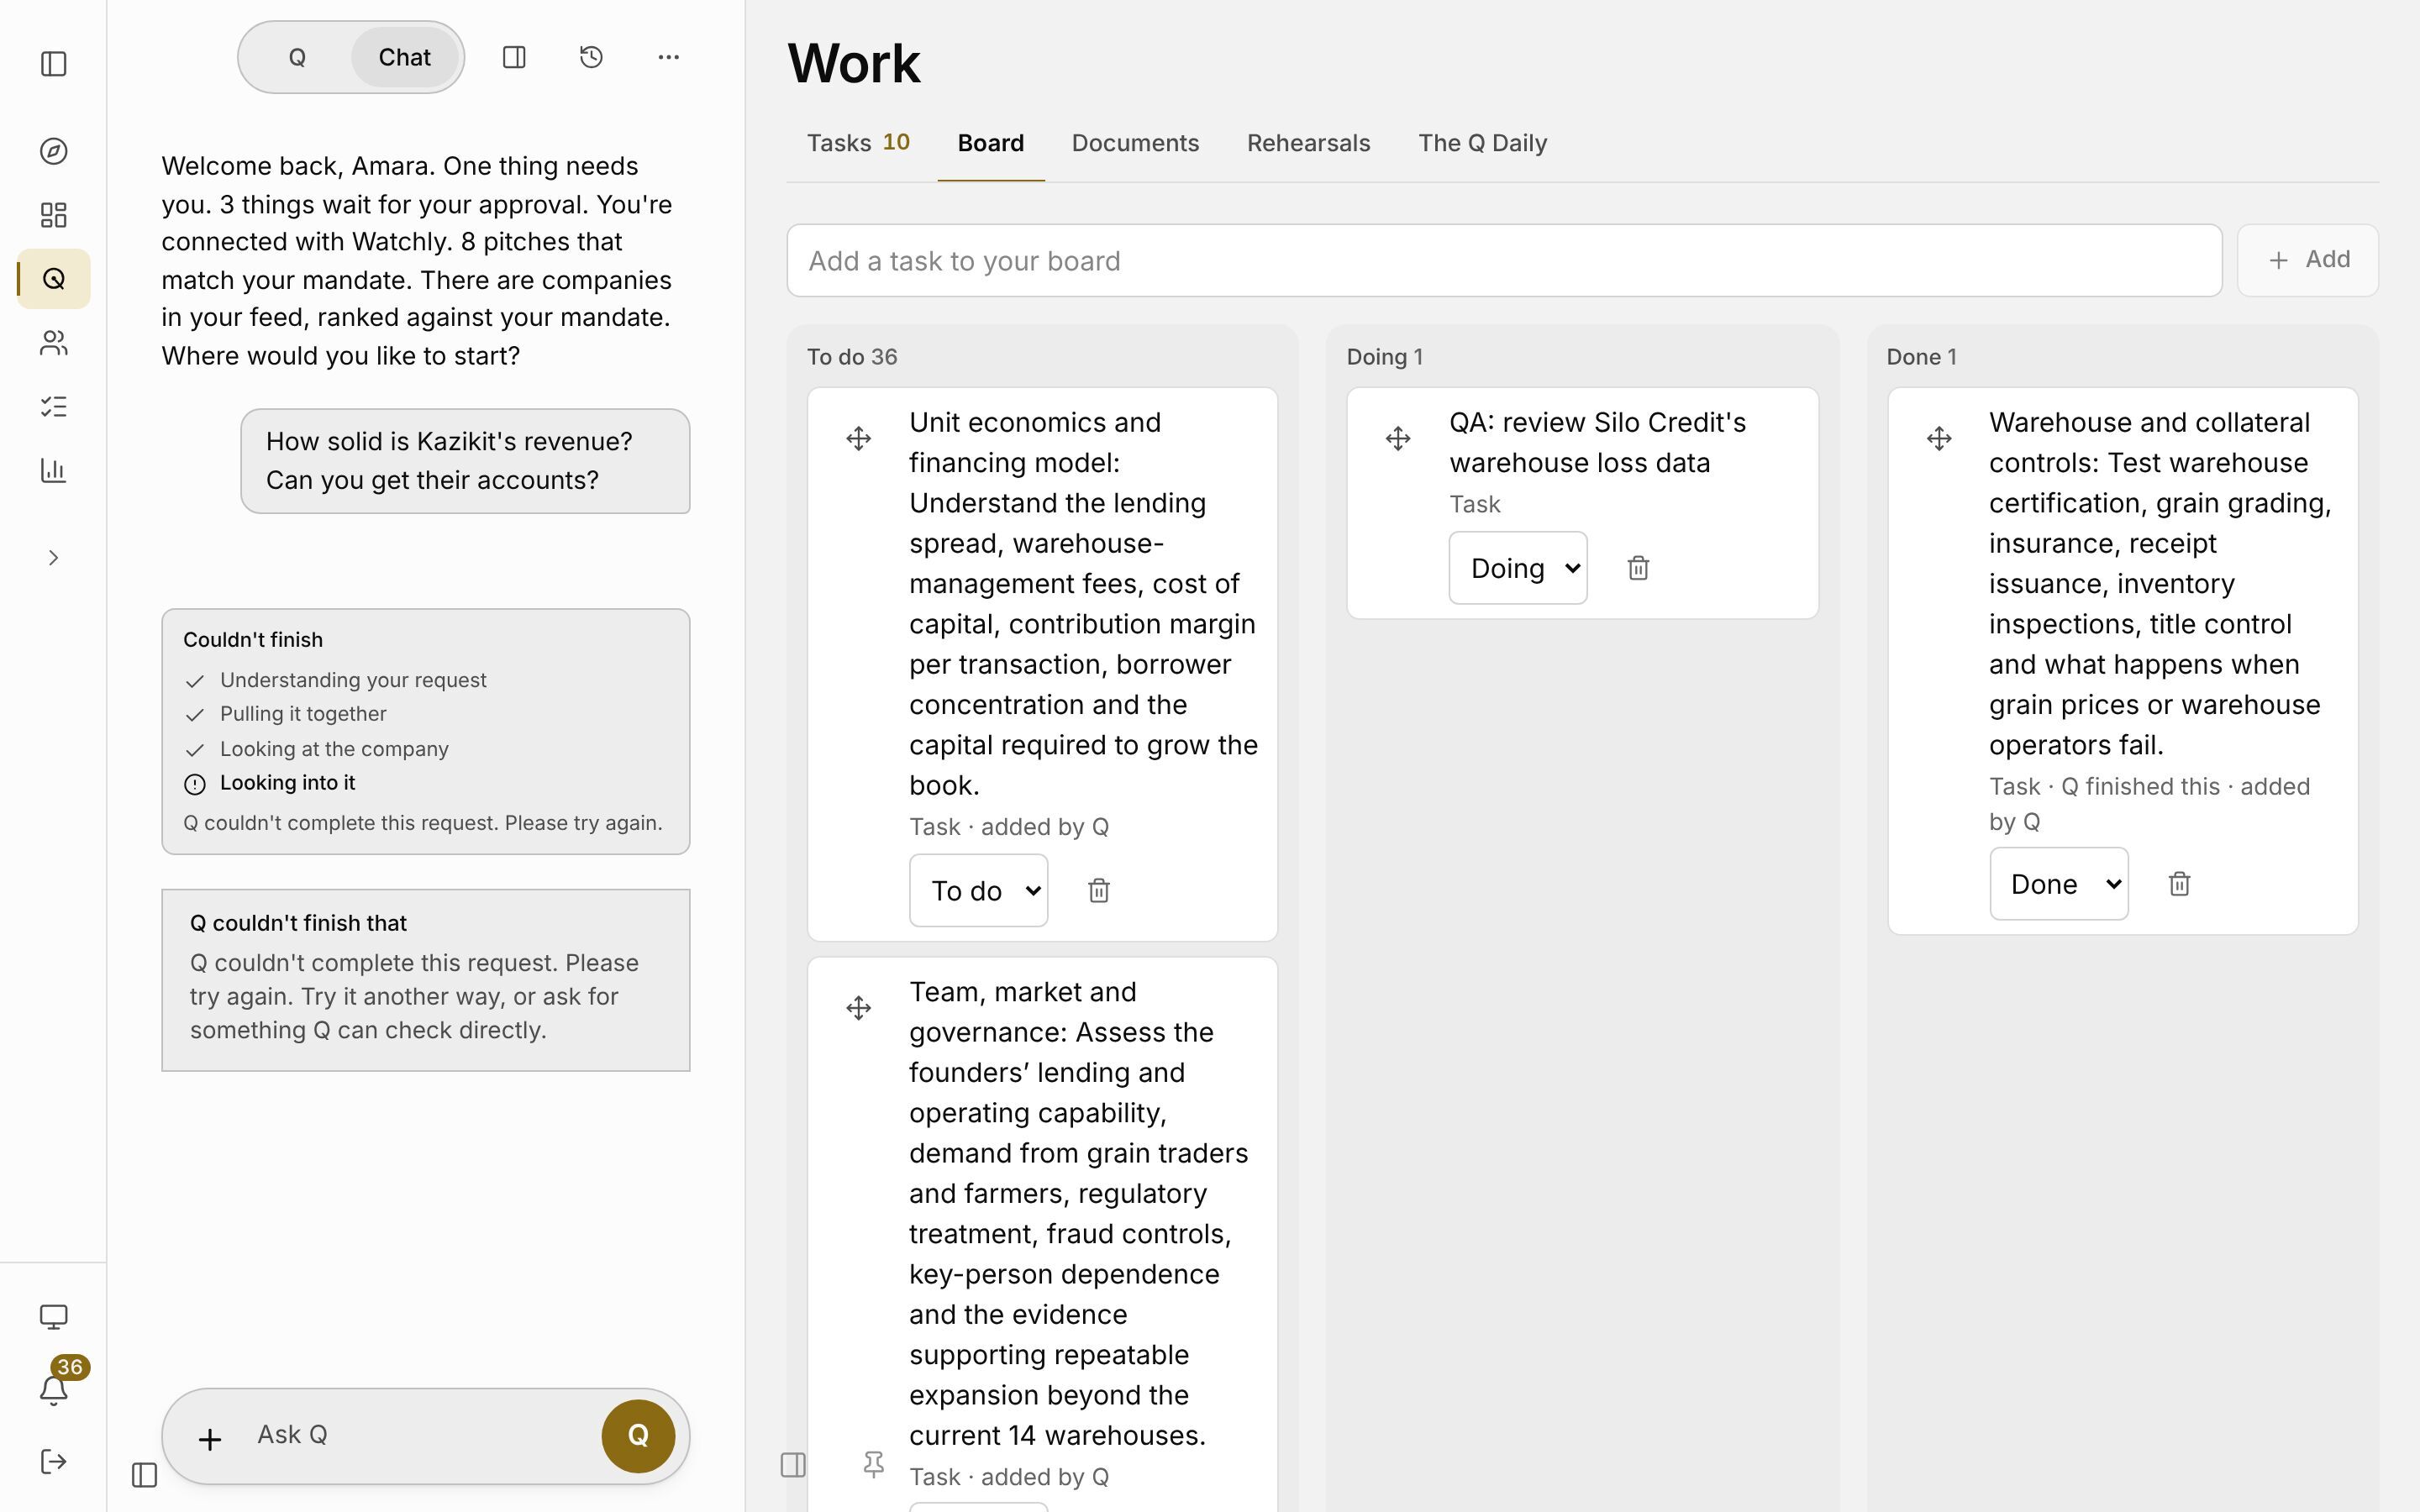 Q
Chat
Welcome back, Amara. One thing needs
you. 3 things wait for your approval. You're
connected with Watchly. 8 pitches that
match your mandate. There are companies
in your feed, ranked against your mandate.
Where would you like to start?
How solid is Kazikit's revenue?
Can you get their accounts?
Couldn't finish
Understanding your request
Pulling it together
Looking at the company
Looking into it
Q couldn't complete this request. Please try again.
Q couldn't finish that
Q couldn't complete this request. Please
try again. Try it another way, or ask for
something Q can check directly.
36
Ask Q
Q
Work
Tasks 10
Board
Documents
Rehearsals
The Q Daily
Add a task to your board
Add
To do 36
Unit economics and
financing model:
Understand the lending
spread, warehouse-
management fees, cost of
capital, contribution margin
per transaction, borrower
concentration and the
capital required to grow the
book.
Task · added by Q
To do
Team, market and
governance: Assess the
founders’ lending and
operating capability,
demand from grain traders
and farmers, regulatory
treatment, fraud controls,
key-person dependence
and the evidence
supporting repeatable
expansion beyond the
current 14 warehouses.
Task · added by Q
Doing 1
QA: review Silo Credit's
warehouse loss data
Task
Doing
Done 1
Warehouse and collateral
controls: Test warehouse
certification, grain grading,
insurance, receipt
issuance, inventory
inspections, title control
and what happens when
grain prices or warehouse
operators fail.
Task · Q finished this · added
by Q
Done